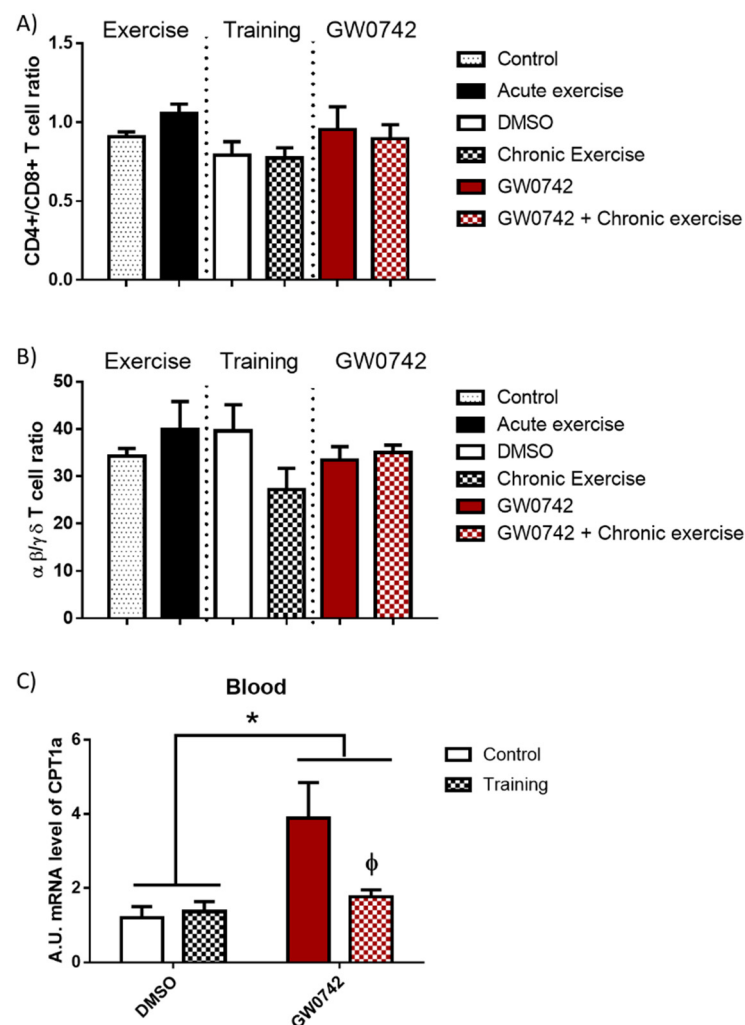 A)
Exercise Training GW0742
CD4+/CD8+ T cell ratio
1.5
1.0
0.5
0.0
Control
Acute exercise
DMSO
Chronic Exercise
GW0742
GW0742 + Chronic exercise
B)
Exercise Training GW0742
α β/γ δ T cell ratio
50
40
30
20
10
0
Control
Acute exercise
DMSO
Chronic Exercise
GW0742
GW0742 + Chronic exercise
C)
Blood
*
A.U. mRNA level of CPT1a
6
4
2
0
ϕ
Control
Training
DMSO
GW0742